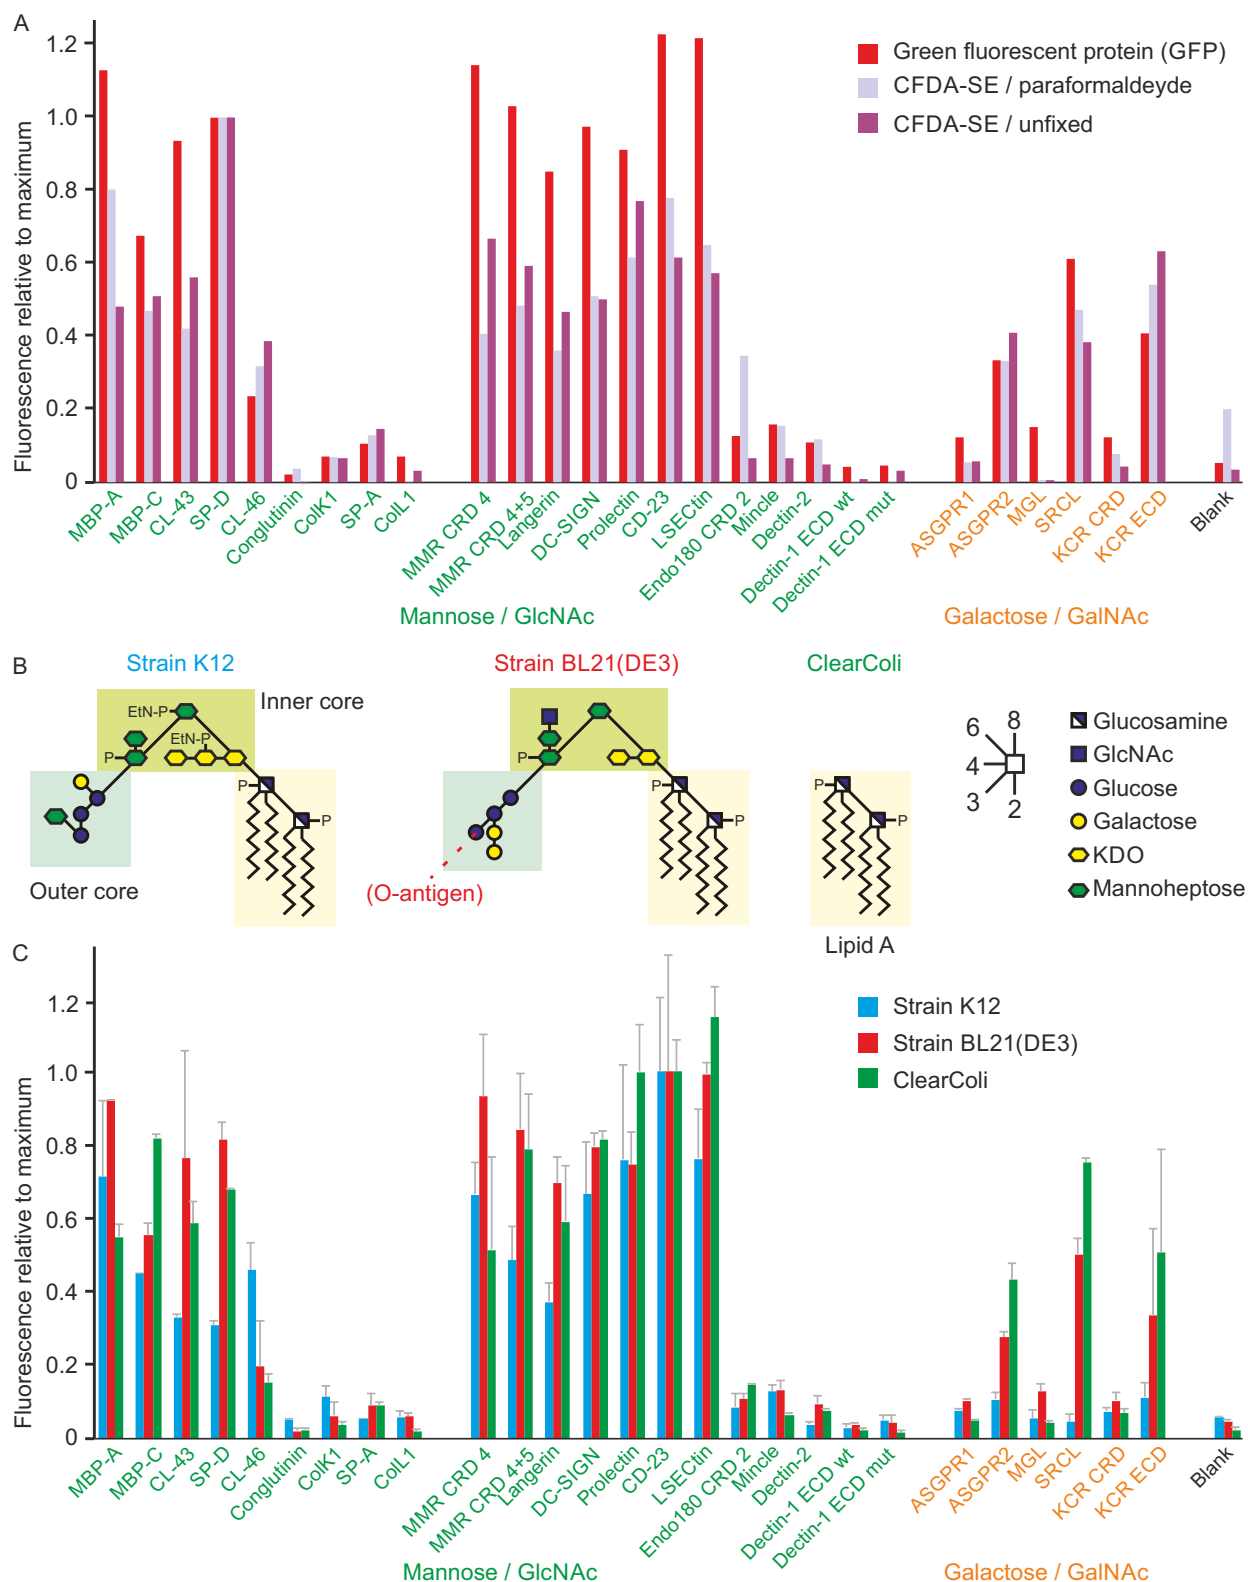 A
Fluorescence relative to maximum
1.2
1.0
0.8
0.6
0.4
0.2
0
Green fluorescent protein (GFP)
CFDA-SE / paraformaldeyde
CFDA-SE / unfixed
MBP-A
MBP-C
CL-43
SP-D
CL-46
Conglutinin
ColK1
SP-A
ColL1
MMR CRD 4
MMR CRD 4+5
Langerin
DC-SIGN
Prolectin
CD-23
LSECtin
Endo180 CRD 2
Mincle
Dectin-2
Dectin-1 ECD wt
Dectin-1 ECD mut
ASGPR1
ASGPR2
MGL
SRCL
KCR CRD
KCR ECD
Blank
Mannose / GlcNAc
Galactose / GalNAc
B
Strain K12
Strain BL21(DE3)
ClearColi
Inner core
EtN-P
EtN-P
P
P
P
Outer core
P
P
P
(O-antigen)
P
P
Lipid A
6
8
4
3
2
Glucosamine
GlcNAc
Glucose
Galactose
KDO
Mannoheptose
C
Fluorescence relative to maximum
1.2
1.0
0.8
0.6
0.4
0.2
0
Strain K12
Strain BL21(DE3)
ClearColi
MBP-A
MBP-C
CL-43
SP-D
CL-46
Conglutinin
ColK1
SP-A
ColL1
MMR CRD 4
MMR CRD 4+5
Langerin
DC-SIGN
Prolectin
CD-23
LSECtin
Endo180 CRD 2
Mincle
Dectin-2
Dectin-1 ECD wt
Dectin-1 ECD mut
ASGPR1
ASGPR2
MGL
SRCL
KCR CRD
KCR ECD
Blank
Mannose / GlcNAc
Galactose / GalNAc